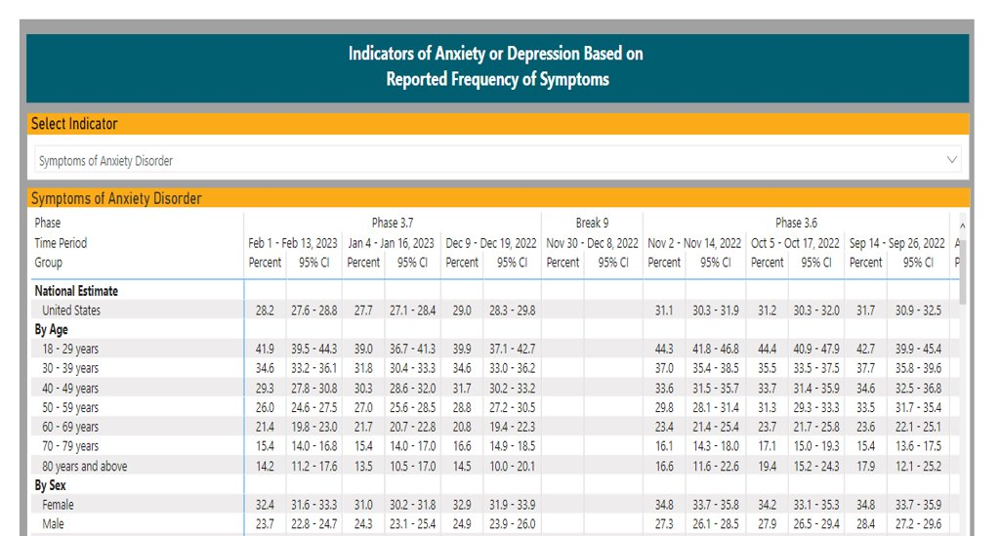 Indicators of Anxiety or Depression Based on
Reported Frequency of Symptoms
Select Indicator
Symptoms of Anxiety Disorder
Symptoms of Anxiety Disorder
Phase Phase 3.7 Break 9 Phase 3.6
Time Period Feb 1 - Feb 13, 2023 Jan 4 - Jan 16, 2023 Dec 9 - Dec 19, 2022 Nov 30 - Dec 8, 2022 Nov 2 - Nov 14, 2022 Oct 5 - Oct 17, 2022 Sep 14 - Sep 26, 2022
Group Percent 95% CI Percent 95% CI Percent 95% CI Percent 95% CI Percent 95% CI Percent 95% CI Percent 95% CI
National Estimate
United States 28.2 27.6 - 28.8 27.7 27.1 - 28.4 29.0 28.3 - 29.8 31.1 30.3 - 31.9 31.2 30.3 - 32.0 31.7 30.9 - 32.5
By Age
18 - 29 years 41.9 39.5 - 44.3 39.0 36.7 - 41.3 39.9 37.1 - 42.7 44.3 41.8 - 46.8 44.4 40.9 - 47.9 42.7 39.9 - 45.4
30 - 39 years 34.6 33.2 - 36.1 31.8 30.4 - 33.3 34.6 33.0 - 36.2 37.0 35.4 - 38.5 35.5 33.5 - 37.5 37.7 35.8 - 39.6
40 - 49 years 29.3 27.8 - 30.8 30.3 28.6 - 32.0 31.7 30.2 - 33.2 33.6 31.5 - 35.7 33.7 31.4 - 35.9 34.6 32.5 - 36.8
50 - 59 years 26.0 24.6 - 27.5 27.0 25.6 - 28.5 28.8 27.2 - 30.5 29.8 28.1 - 31.4 31.3 29.3 - 33.3 33.5 31.7 - 35.4
60 - 69 years 21.4 19.8 - 23.0 21.7 20.7 - 22.8 20.8 19.4 - 22.3 23.4 21.4 - 25.4 23.7 21.7 - 25.8 23.6 22.1 - 25.1
70 - 79 years 15.4 14.0 - 16.8 15.4 14.0 - 17.0 16.6 14.9 - 18.5 16.1 14.3 - 18.0 17.1 15.0 - 19.3 15.4 13.6 - 17.5
80 years and above 14.2 11.2 - 17.6 13.5 10.5 - 17.0 14.5 10.0 - 20.1 16.6 11.6 - 22.6 19.4 15.2 - 24.3 17.9 12.1 - 25.2
By Sex
Female 32.4 31.6 - 33.3 31.0 30.2 - 31.8 32.9 31.9 - 33.9 34.8 33.7 - 35.8 34.2 33.1 - 35.3 34.8 33.7 - 35.9
Male 23.7 22.8 - 24.7 24.3 23.1 - 25.4 24.9 23.9 - 26.0 27.3 26.1 - 28.5 27.9 26.5 - 29.4 28.4 27.2 - 29.6